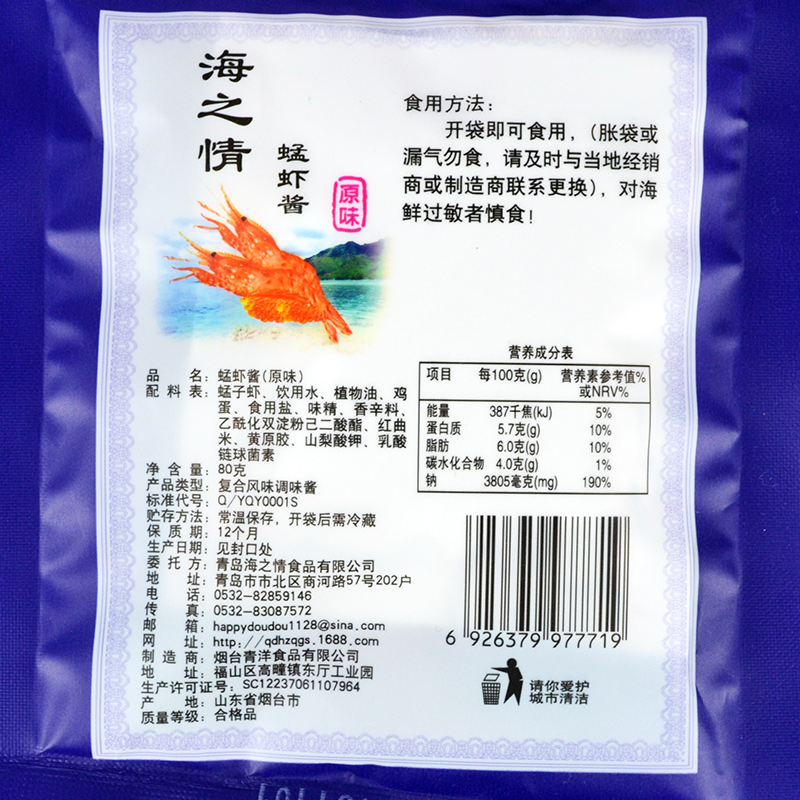 海之情
蜢虾酱
原味
食用方法：
开袋即可食用，（胀袋或
漏气勿食，请及时与当地经销
商或制造商联系更换），对海
鲜过敏者慎食！
品 名：蜢虾酱(原味)
配 料 表：蜢子虾、饮用水、植物油、鸡
蛋、食用盐、味精、香辛料、
乙酰化双淀粉己二酸酯、红曲
米、黄原胶、山梨酸钾、乳酸
链球菌素
净 含 量：80克
产品类型：复合风味调味酱
标准代号：Q/YQY0001S
贮存方法：常温保存，开袋后需冷藏
保 质 期：12个月
生产日期：见封口处
委 托 方：青岛海之情食品有限公司
地 址：青岛市市北区商河路57号202户
电 话：0532-82859146
传 真：0532-83087572
邮 箱：happydoudou1128@sina.com
网 址：http://qdhzqgs.1688.com
制 造 商：烟台青洋食品有限公司
地 址：福山区高疃镇东厅工业园
生产许可证号：SC12237061107964
产 地：山东省烟台市
质量等级：合格品
营养成分表
项目 每100克(g) 营养素参考值%
或NRV%
能量 387千焦(kJ) 5%
蛋白质 5.7克(g) 10%
脂肪 6.0克(g) 10%
碳水化合物 4.0克(g) 1%
钠 3805毫克(mg) 190%
6 926379 977719
请你爱护
城市清洁